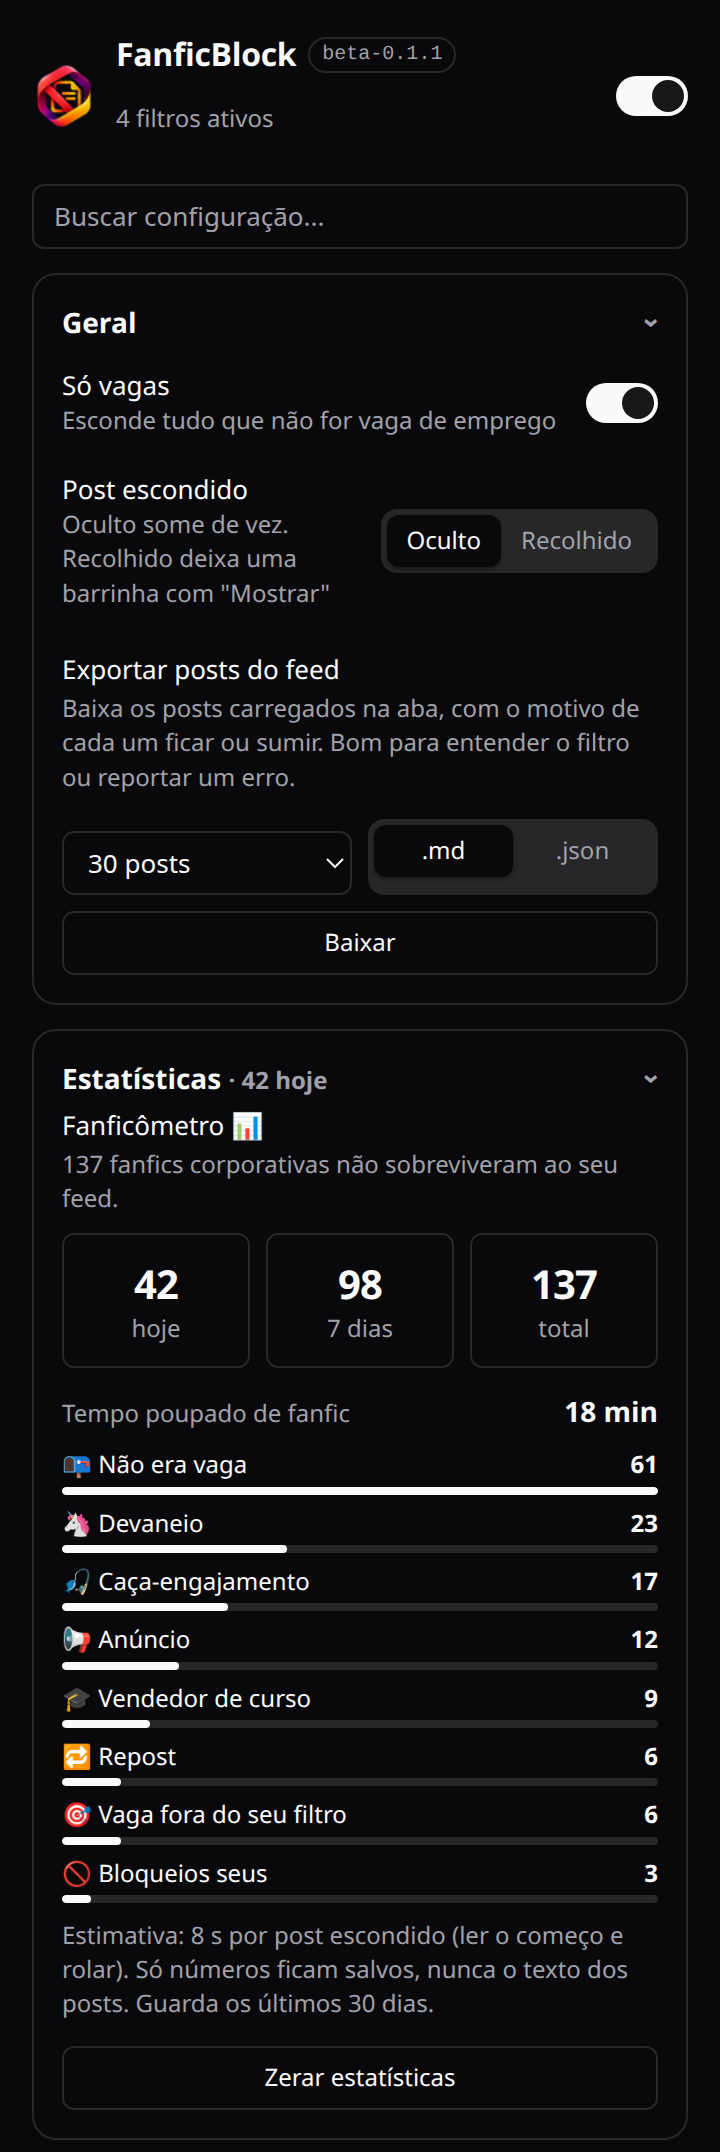 FanficBlock beta-0.1.1
4 filtros ativos
Buscar configuração...
Geral
Só vagas
Esconde tudo que não for vaga de emprego
Post escondido
Oculto some de vez.
Recolhido deixa uma
barrinha com "Mostrar"
Oculto Recolhido
Exportar posts do feed
Baixa os posts carregados na aba, com o motivo de
cada um ficar ou sumir. Bom para entender o filtro
ou reportar um erro.
30 posts .md .json
Baixar
Estatísticas · 42 hoje
Fanficômetro 📊
137 fanfics corporativas não sobreviveram ao seu
feed.
42 98 137
hoje 7 dias total
Tempo poupado de fanfic 18 min
📪 Não era vaga 61
🦄 Devaneio 23
🎣 Caça-engajamento 17
📢 Anúncio 12
🎓 Vendedor de curso 9
🔁 Repost 6
🎯 Vaga fora do seu filtro 6
🚫 Bloqueios seus 3
Estimativa: 8 s por post escondido (ler o começo e
rolar). Só números ficam salvos, nunca o texto dos
posts. Guarda os últimos 30 dias.
Zerar estatísticas